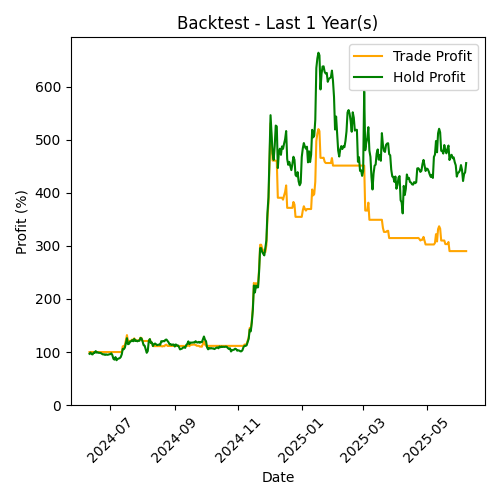 Backtest - Last 1 Year(s)
Trade Profit
Hold Profit
Profit (%)
600
500
400
300
200
100
0
2024-07
2024-09
2024-11
2025-01
2025-03
2025-05
Date